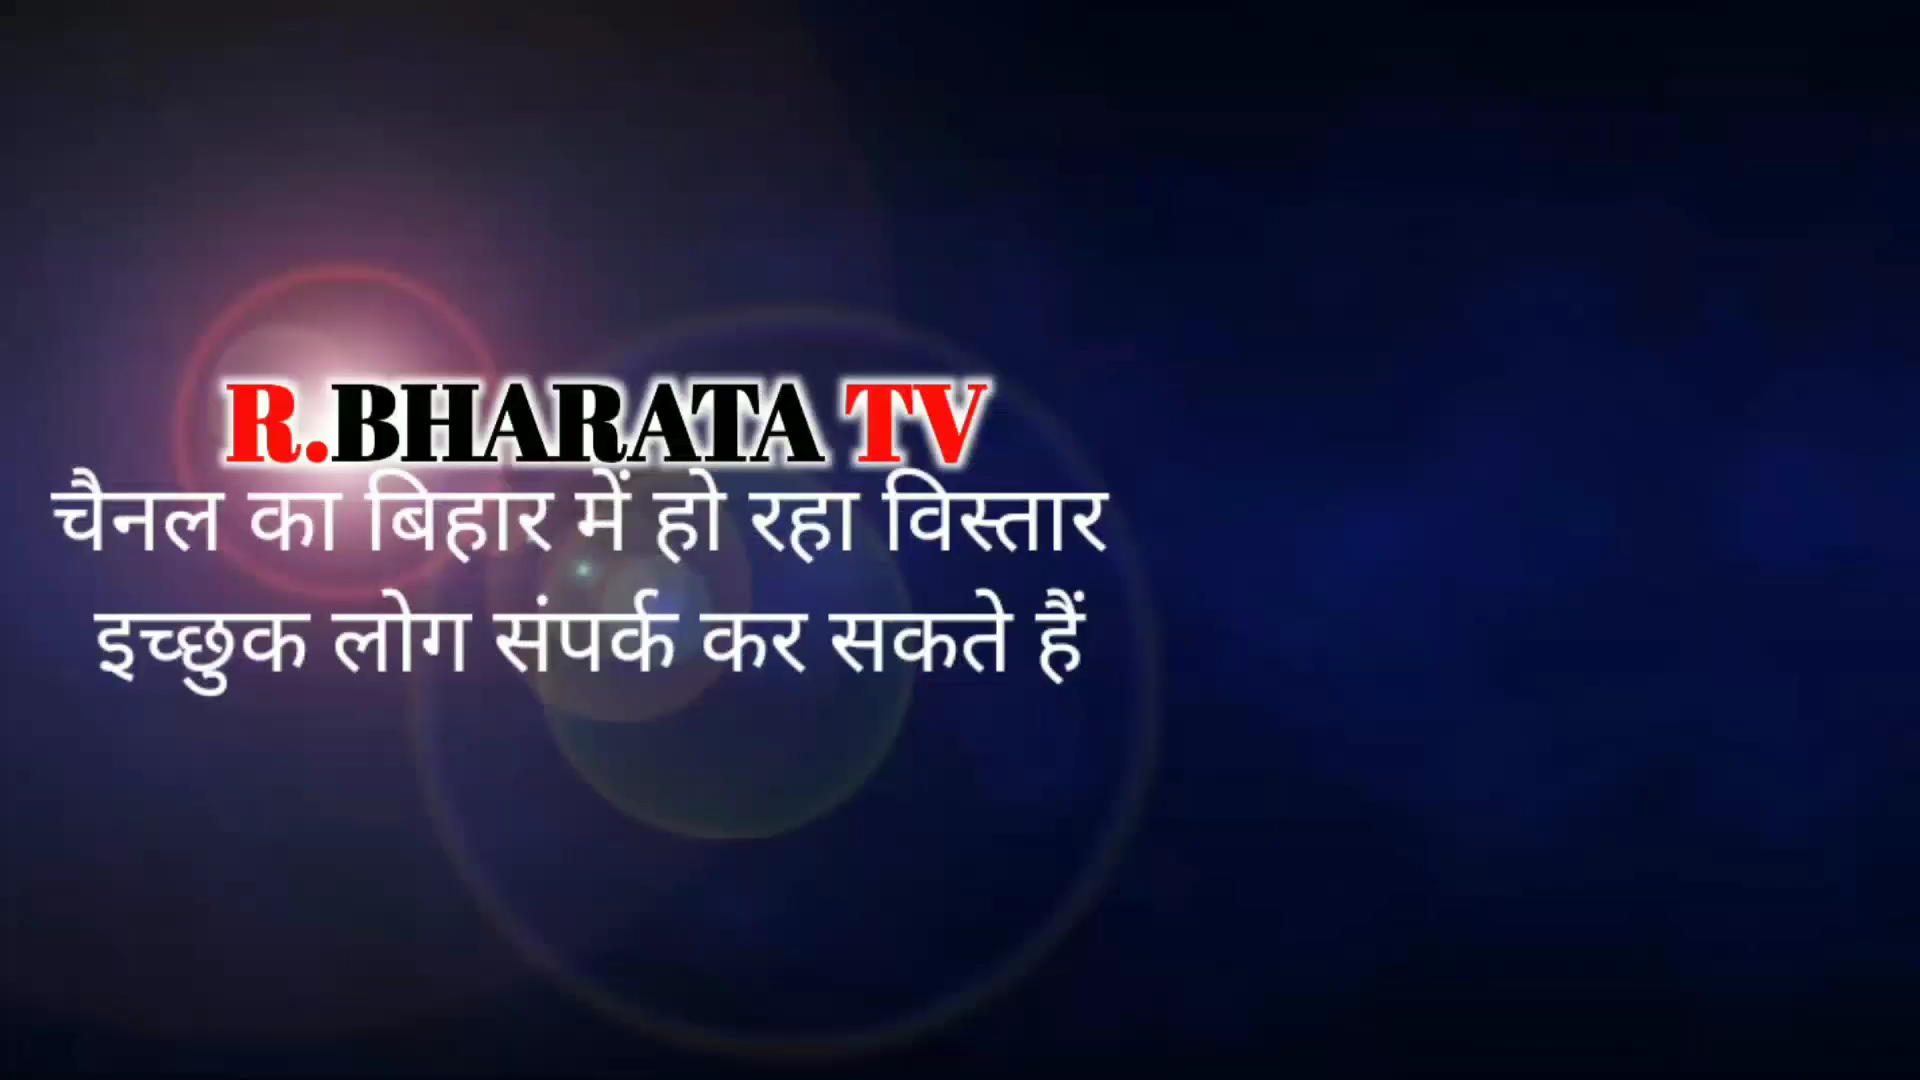 R.BHARATA TV
चैनल का बिहार में हो रहा विस्तार
इच्छुक लोग संपर्क कर सकते हैं